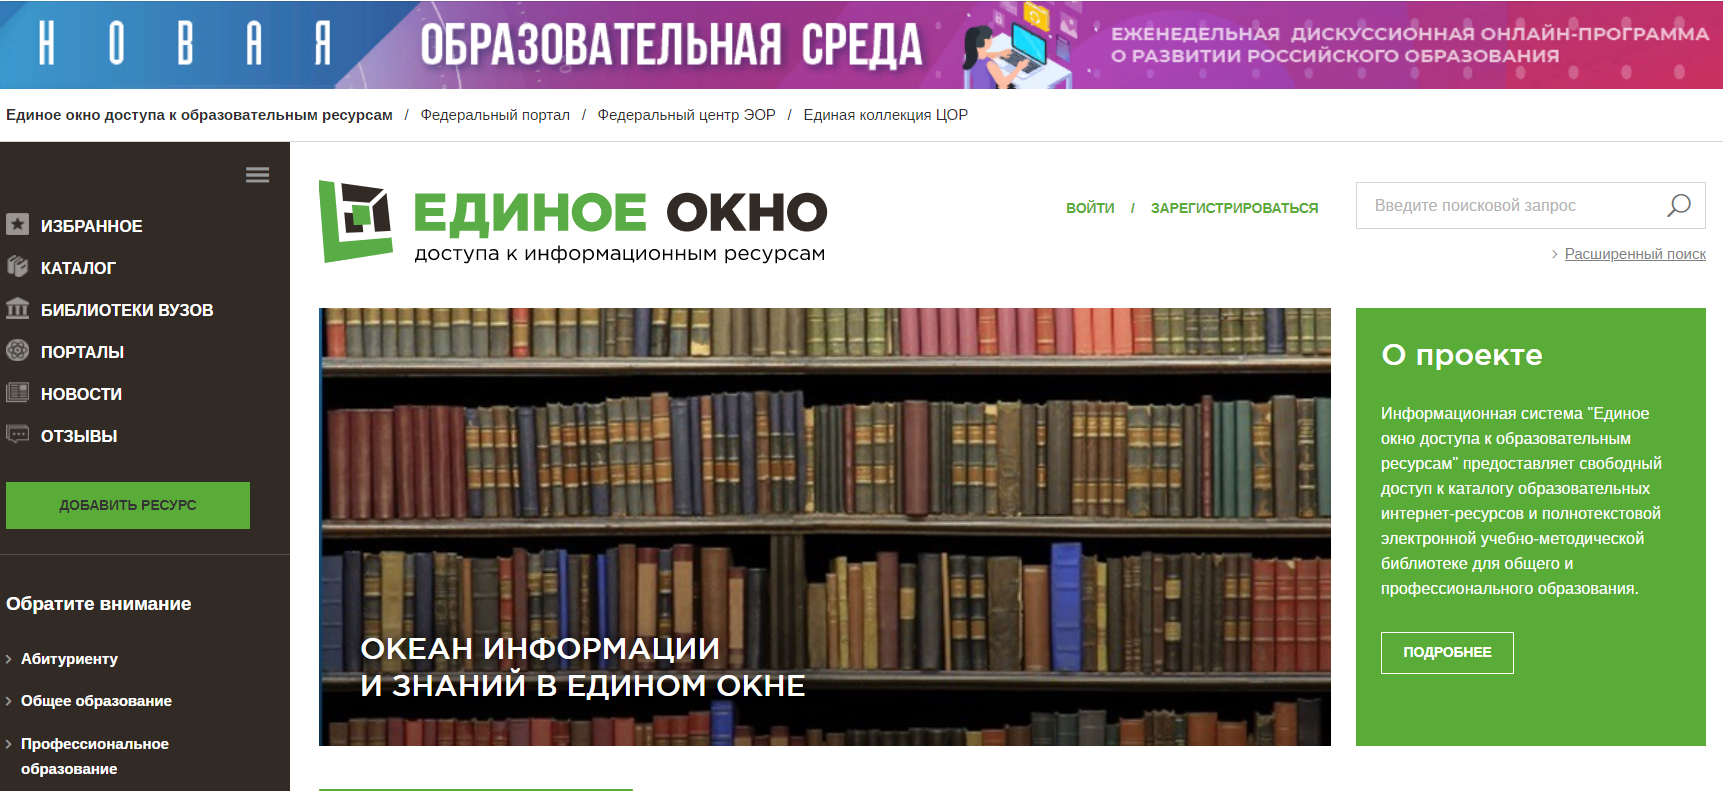 НОВАЯ ОБРАЗОВАТЕЛЬНАЯ СРЕДА
ЕЖЕНЕДЕЛЬНАЯ ДИСКУССИОННАЯ ОНЛАЙН-ПРОГРАММА
О РАЗВИТИИ РОССИЙСКОГО ОБРАЗОВАНИЯ
Единое окно доступа к образовательным ресурсам / Федеральный портал / Федеральный центр ЭОР / Единая коллекция ЦОР
ИЗБРАННОЕ
КАТАЛОГ
БИБЛИОТЕКИ ВУЗОВ
ПОРТАЛЫ
НОВОСТИ
ОТЗЫВЫ
ДОБАВИТЬ РЕСУРС
Обратите внимание
Абитуриенту
Общее образование
Профессиональное
образование
ЕДИНОЕ ОКНО
доступа к информационным ресурсам
ВОЙТИ / ЗАРЕГИСТРИРОВАТЬСЯ
Введите поисковой запрос
Расширенный поиск
ОКЕАН ИНФОРМАЦИИ
И ЗНАНИЙ В ЕДИНОМ ОКНЕ
О проекте
Информационная система "Единое
окно доступа к образовательным
ресурсам" предоставляет свободный
доступ к каталогу образовательных
интернет-ресурсов и полнотекстовой
электронной учебно-методической
библиотеке для общего и
профессионального образования.
ПОДРОБНЕЕ